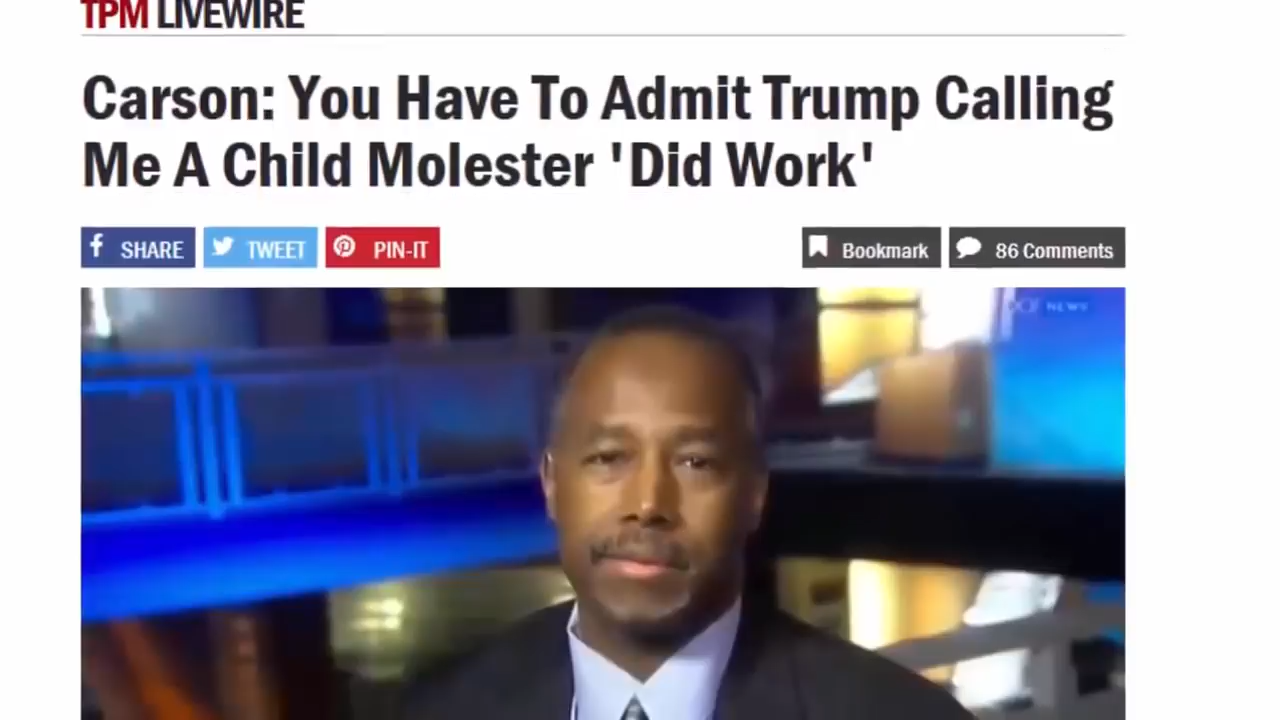 TPM LIVEWIRE
Carson: You Have To Admit Trump Calling
Me A Child Molester 'Did Work'
SHARE
TWEET
PIN-IT
Bookmark
86 Comments
NEWS